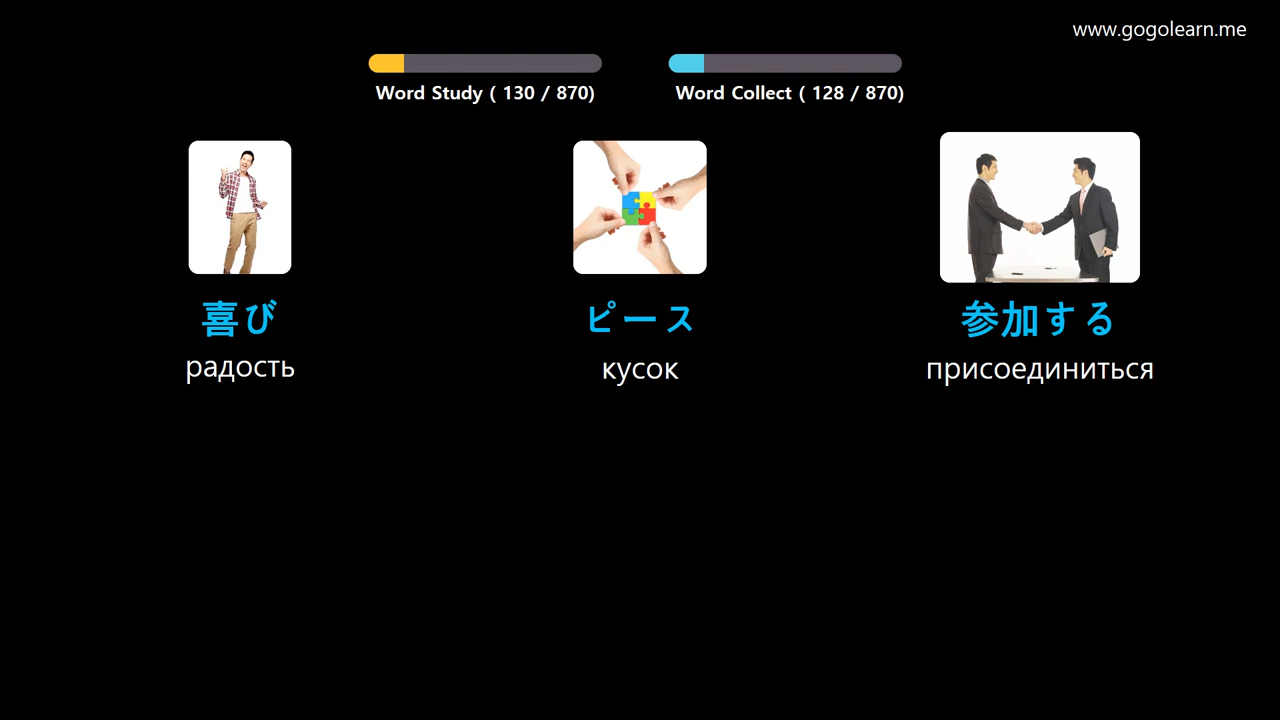 www.gogolearn.me
Word Study ( 130 / 870)
Word Collect ( 128 / 870)
喜び
ピース
参加する
радость
кусок
присоединиться